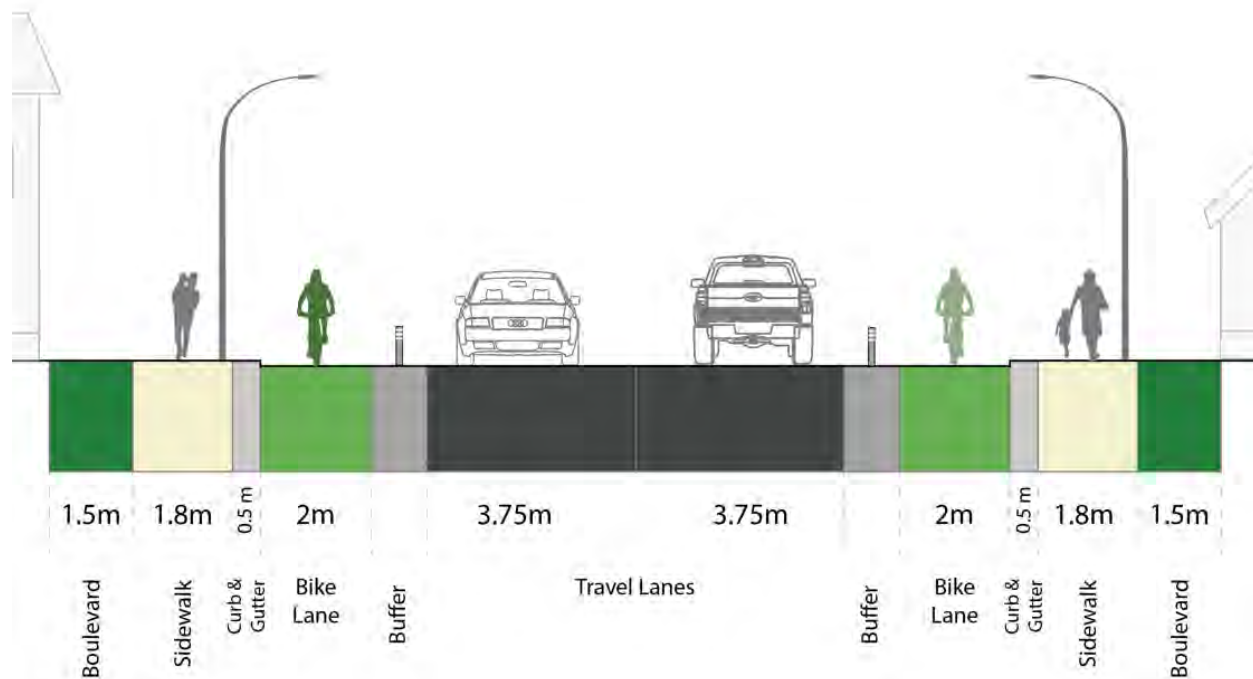 1.5m 1.8m 0.5 m 2m 3.75m 3.75m 2m 0.5 m 1.8m 1.5m
Boulevard
Sidewalk
Curb &
Gutter
Bike
Lane
Buffer
Travel Lanes
Buffer
Bike
Lane
Curb &
Gutter
Sidewalk
Boulevard